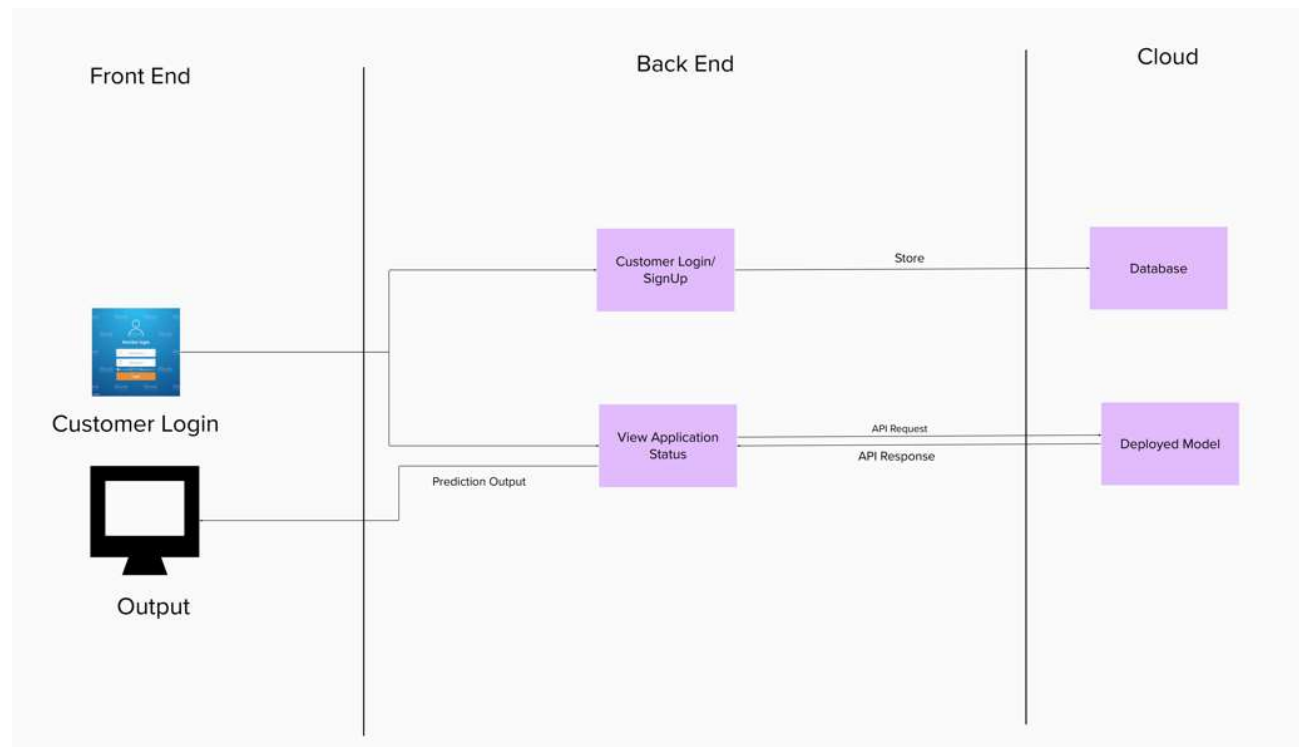 Front End
Back End
Cloud
Customer Login/
SignUp
Store
Database
Customer Login
View Application
Status
API Request
API Response
Deployed Model
Prediction Output
Output